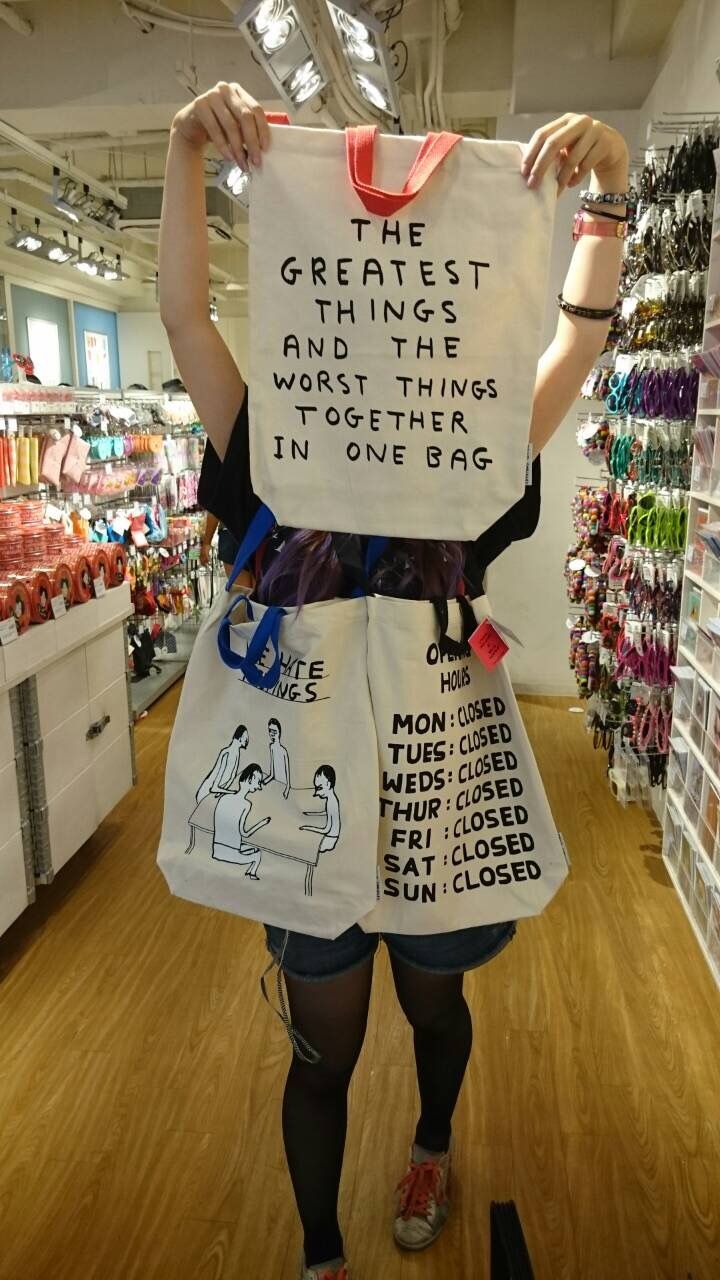 THE
GREATEST
THINGS
AND THE
WORST THINGS
TOGETHER
IN ONE BAG
HOURS
MON: CLOSED
TUES: CLOSED
WEDS: CLOSED
THUR: CLOSED
FRI: CLOSED
SAT: CLOSED
SUN: CLOSED